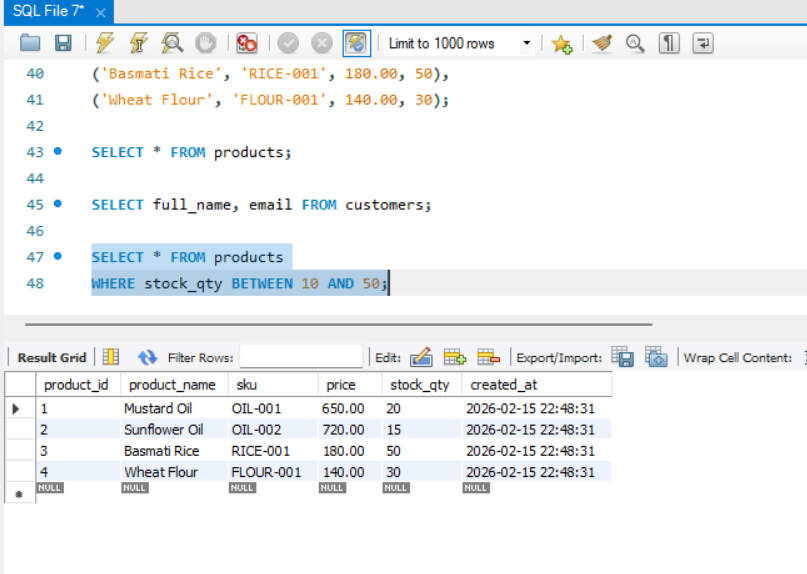 SQL File 7*
Limit to 1000 rows
40 ('Basmati Rice', 'RICE-001', 180.00, 50),
41 ('Wheat Flour', 'FLOUR-001', 140.00, 30);
42
43 SELECT * FROM products;
44
45 SELECT full_name, email FROM customers;
46
47 SELECT * FROM products
48 WHERE stock_qty BETWEEN 10 AND 50;
Result Grid Filter Rows: Edit: Export/Import: Wrap Cell Content:
product_id product_name sku price stock_qty created_at
1 Mustard Oil OIL-001 650.00 20 2026-02-15 22:48:31
2 Sunflower Oil OIL-002 720.00 15 2026-02-15 22:48:31
3 Basmati Rice RICE-001 180.00 50 2026-02-15 22:48:31
4 Wheat Flour FLOUR-001 140.00 30 2026-02-15 22:48:31
NULL NULL NULL NULL NULL NULL